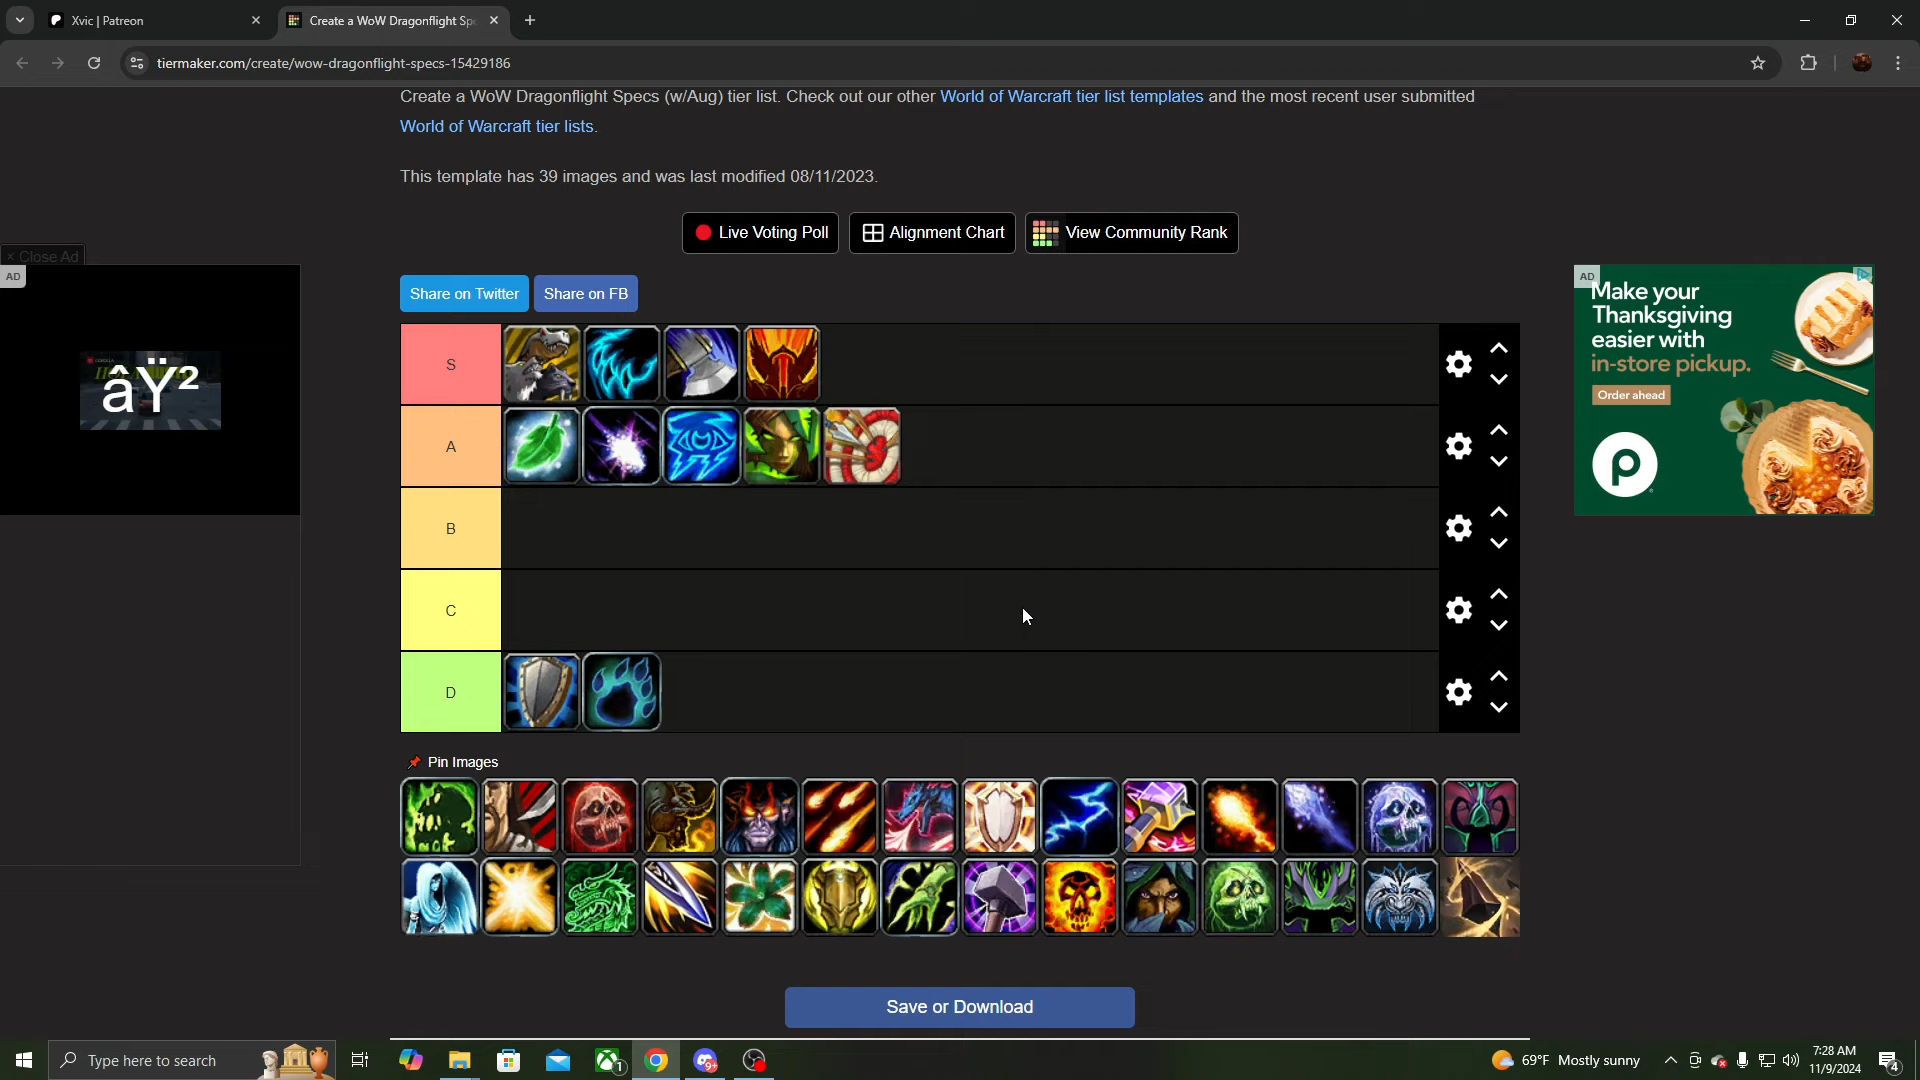 Xvic | Patreon
Create a WoW Dragonflight Spe
tiermaker.com/create/wow-dragonflight-specs-15429186
Create a WoW Dragonflight Specs (w/Aug) tier list. Check out our other World of Warcraft tier list templates and the most recent user submitted
World of Warcraft tier lists.
This template has 39 images and was last modified 08/11/2023.
Live Voting Poll
Alignment Chart
View Community Rank
× Close Ad
AD
âŸ²
Share on Twitter
Share on FB
S
A
B
C
D
AD
Make your
Thanksgiving
easier with
in-store pickup.
Order ahead
p
Pin Images
Save or Download
Type here to search
1
9+
69°F Mostly sunny
7:28 AM
11/9/2024
4